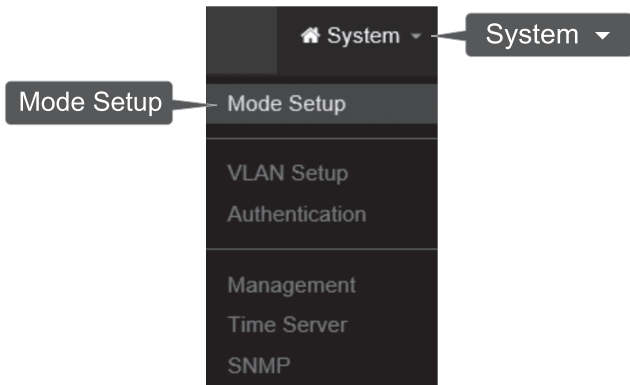 System
System
Mode Setup
Mode Setup
VLAN Setup
Authentication
Management
Time Server
SNMP